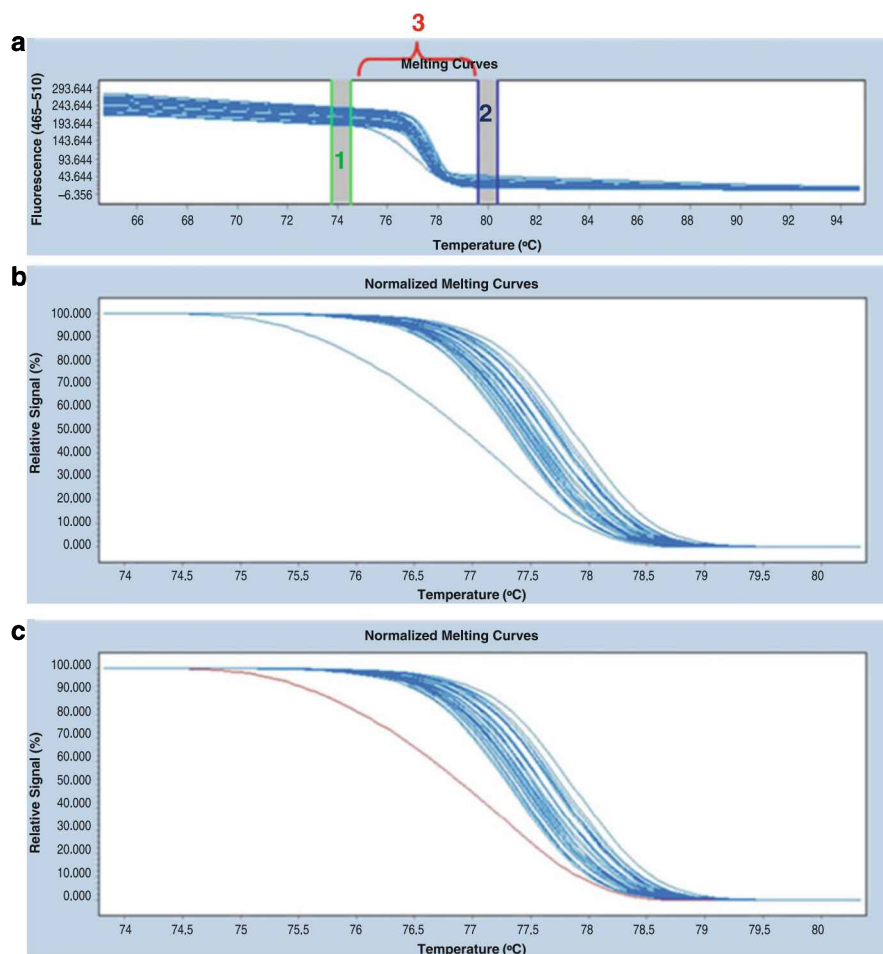 a
3
Melting Curves
Fluorescence (465–510)
293.644
243.644
193.644
143.644
93.644
43.644
–6.356
1
2
66 68 70 72 74 76 78 80 82 84 86 88 90 92 94
Temperature (ºC)
b
Normalized Melting Curves
Relative Signal (%)
100.000
90.000
80.000
70.000
60.000
50.000
40.000
30.000
20.000
10.000
0.000
74 74.5 75 75.5 76 76.5 77 77.5 78 78.5 79 79.5 80
Temperature (ºC)
c
Normalized Melting Curves
Relative Signal (%)
100.000
90.000
80.000
70.000
60.000
50.000
40.000
30.000
20.000
10.000
0.000
74 74.5 75 75.5 76 76.5 77 77.5 78 78.5 79 79.5 80
Temperature (ºC)